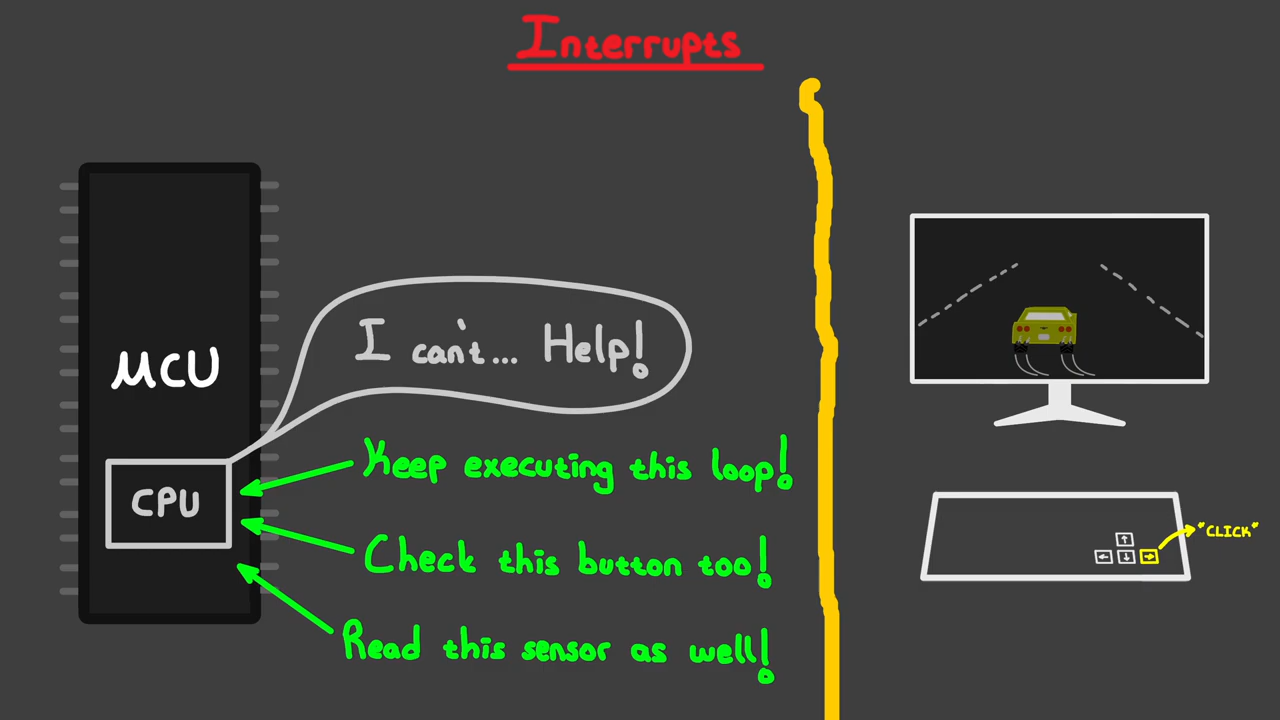 Interrupts
MCU
CPU
I can't... Help!
Keep executing this loop!
Check this button too!
Read this sensor as well!
"CLICK"